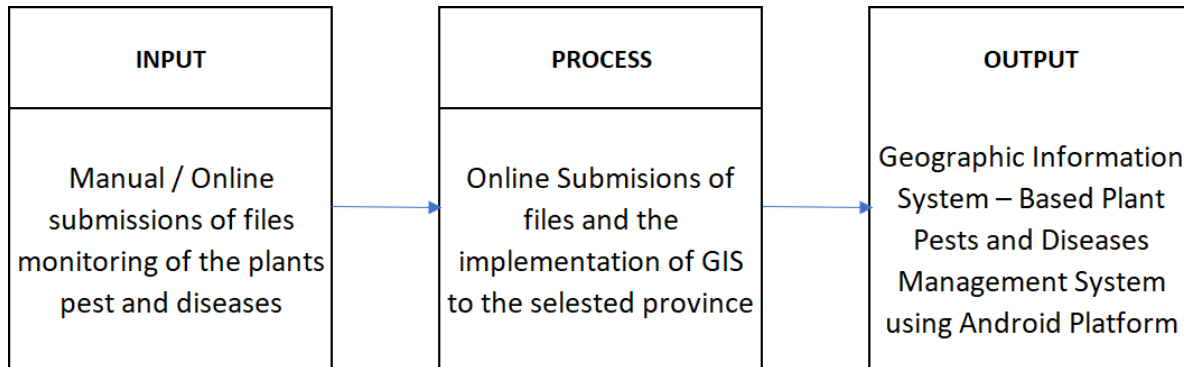 INPUT
Manual / Online
submissions of files
monitoring of the plants
pest and diseases
PROCESS
Online Submisions of
files and the
implementation of GIS
to the selested province
OUTPUT
Geographic Information
System – Based Plant
Pests and Diseases
Management System
using Android Platform